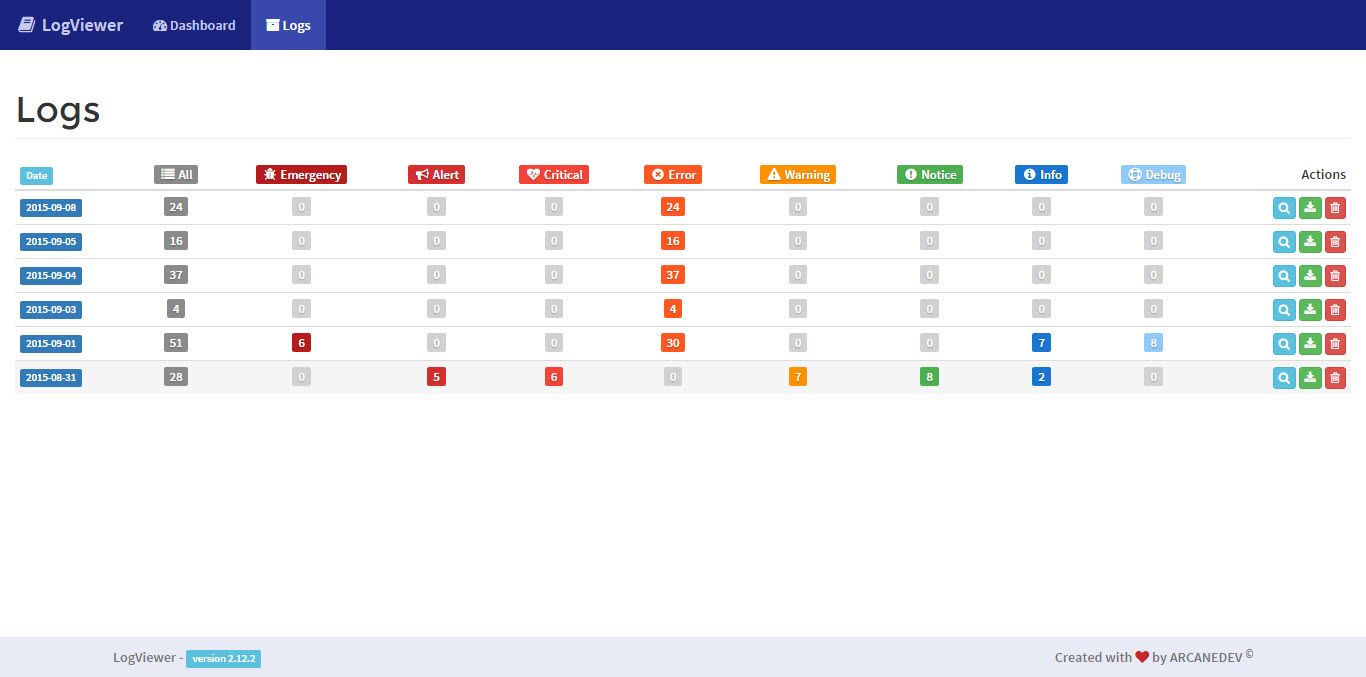 LogViewer Dashboard Logs
Logs
Date All Emergency Alert Critical Error Warning Notice Info Debug Actions
2015-09-08 24 0 0 0 24 0 0 0 0
2015-09-05 16 0 0 0 16 0 0 0 0
2015-09-04 37 0 0 0 37 0 0 0 0
2015-09-03 4 0 0 0 4 0 0 0 0
2015-09-01 51 6 0 0 30 0 0 7 8
2015-08-31 28 0 5 6 0 7 8 2 0
LogViewer - version 2.12.2 Created with ❤ by ARCANEDEV ©